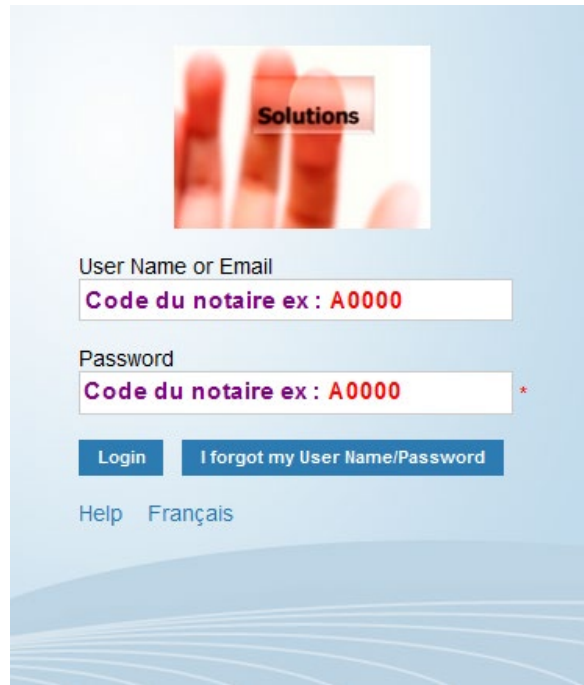 Solutions
User Name or Email
Code du notaire ex : A0000
Password
Code du notaire ex : A0000 *
Login I forgot my User Name/Password
Help Français